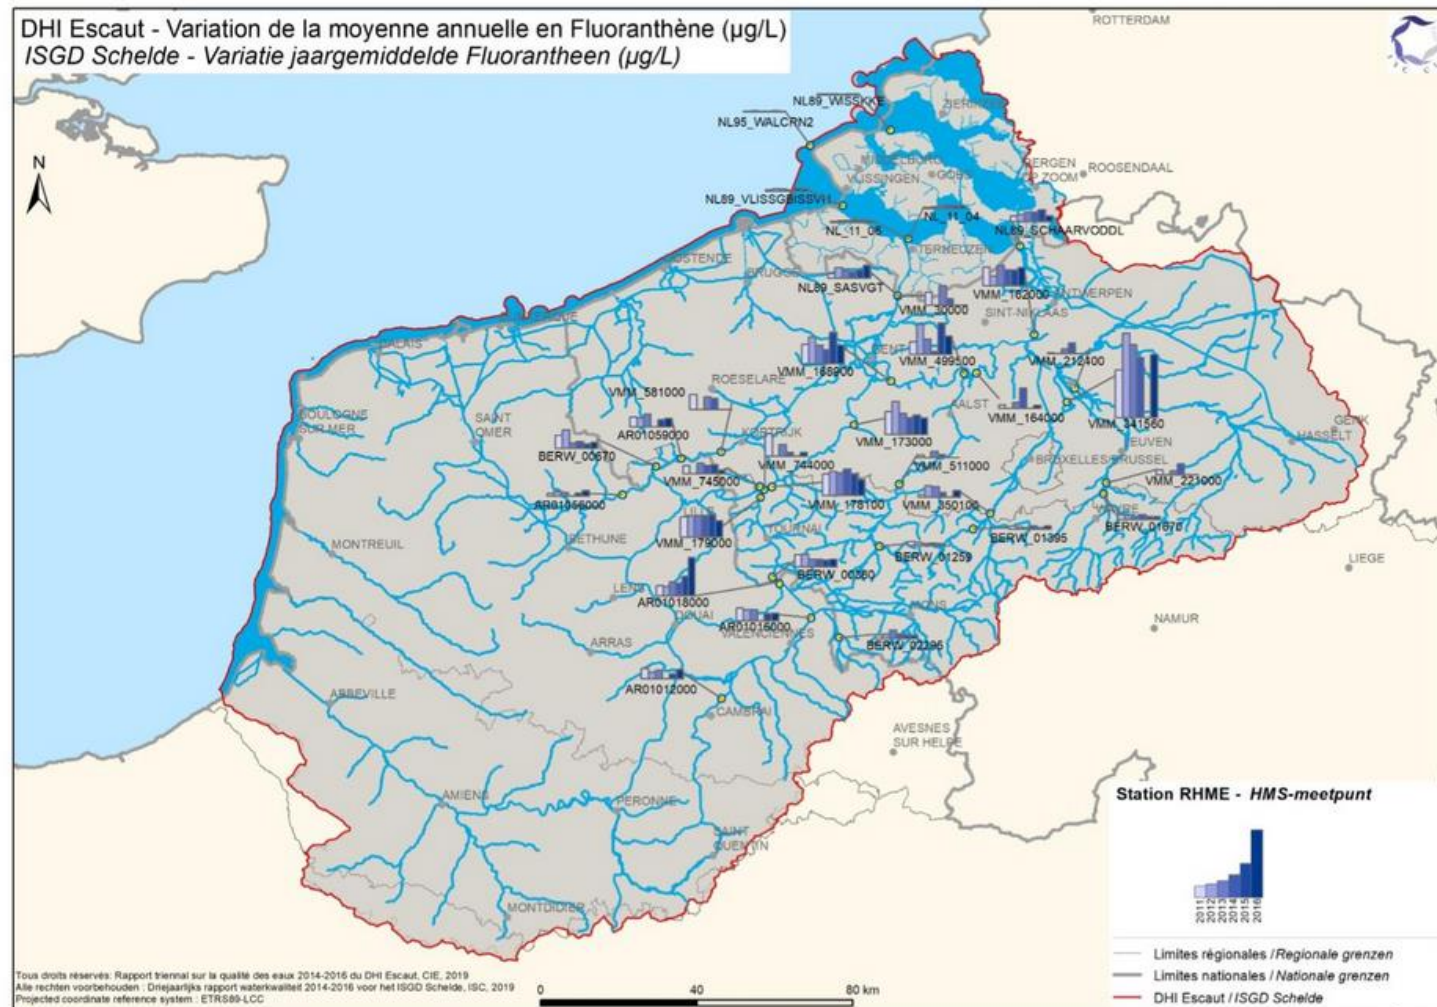 DHI Escaut - Variation de la moyenne annuelle en Fluoranthène (µg/L)
ISGD Schelde - Variatie jaargemiddelde Fluorantheen (µg/L)
ROTTERDAM
NL89_WISSKKE
ZIERIKZEE
NL95_WALCRN2
N
MIDDELBURG
BERGEN
OP ZOOM
ROOSENDAAL
GOES
VLISSINGEN
NL89_VLISSGBISSVH
NL_11_04
NL_11_06
NL89_SCHAARVODDL
TERNEUZEN
OSTENDE
BRUGGE
NL89_SASVGT
VMM_162000
ANTWERPEN
VMM_30000
SINT-NIKLAAS
CALAIS
GENT
VMM_499500
VMM_212400
VMM_168900
VMM_581000
ROESELARE
VMM_164000
AALST
VMM_341560
GENK
BOULOGNE
SUR MER
SAINT
OMER
AR01059000
KORTRIJK
VMM_173000
HASSELT
BERW_00670
VMM_744000
VMM_511000
BRUXELLES/BRUSSEL
VMM_745000
VMM_223000
AR01056000
VMM_178100
VMM_350100
LILLE
WAVRE
BERW_01670
VMM_179000
TOURNAI
BERW_01395
MONTREUIL
BETHUNE
BERW_01259
LIEGE
BERW_00560
LENS
AR01018000
DOUAI
MONS
AR01016000
VALENCIENNES
NAMUR
ARRAS
BERW_02295
AR01012000
ABBEVILLE
CAMBRAI
AVESNES
SUR HELPE
AMIENS
PERONNE
SAINT
QUENTIN
MONTDIDIER
Station RHME - HMS-meetpunt
2011
2012
2013
2014
2015
2016
Limites régionales / Regionale grenzen
Limites nationales / Nationale grenzen
DHI Escaut / ISGD Schelde
Tous droits réservés: Rapport triennal sur la qualité des eaux 2014-2016 du DHI Escaut, CIE, 2019
Alle rechten voorbehouden : Driejaarlijks rapport waterkwaliteit 2014-2016 voor het ISGD Schelde, ISC, 2019
Projected coordinate reference system : ETRS89-LCC
0
40
80 km